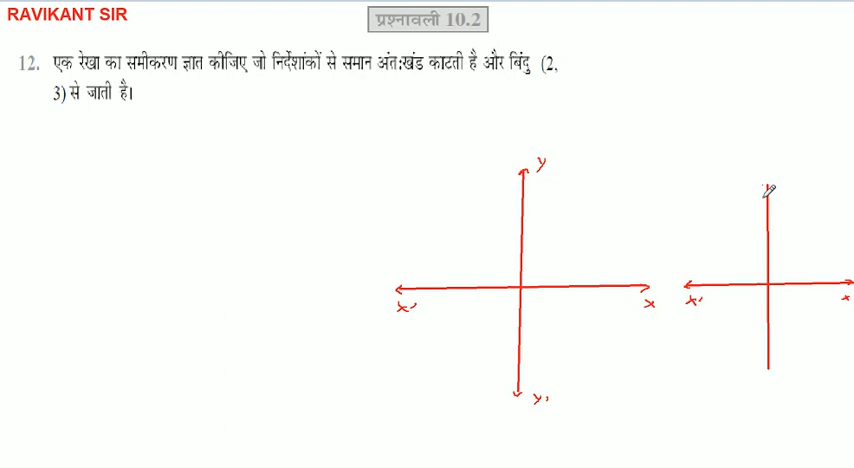 RAVIKANT SIR
प्रश्नावली 10.2
12. एक रेखा का समीकरण ज्ञात कीजिए जो निर्देशांकों से समान अंत:खंड काटती है और बिंदु (2,
3) से जाती है।
y
x' x x' x
y'